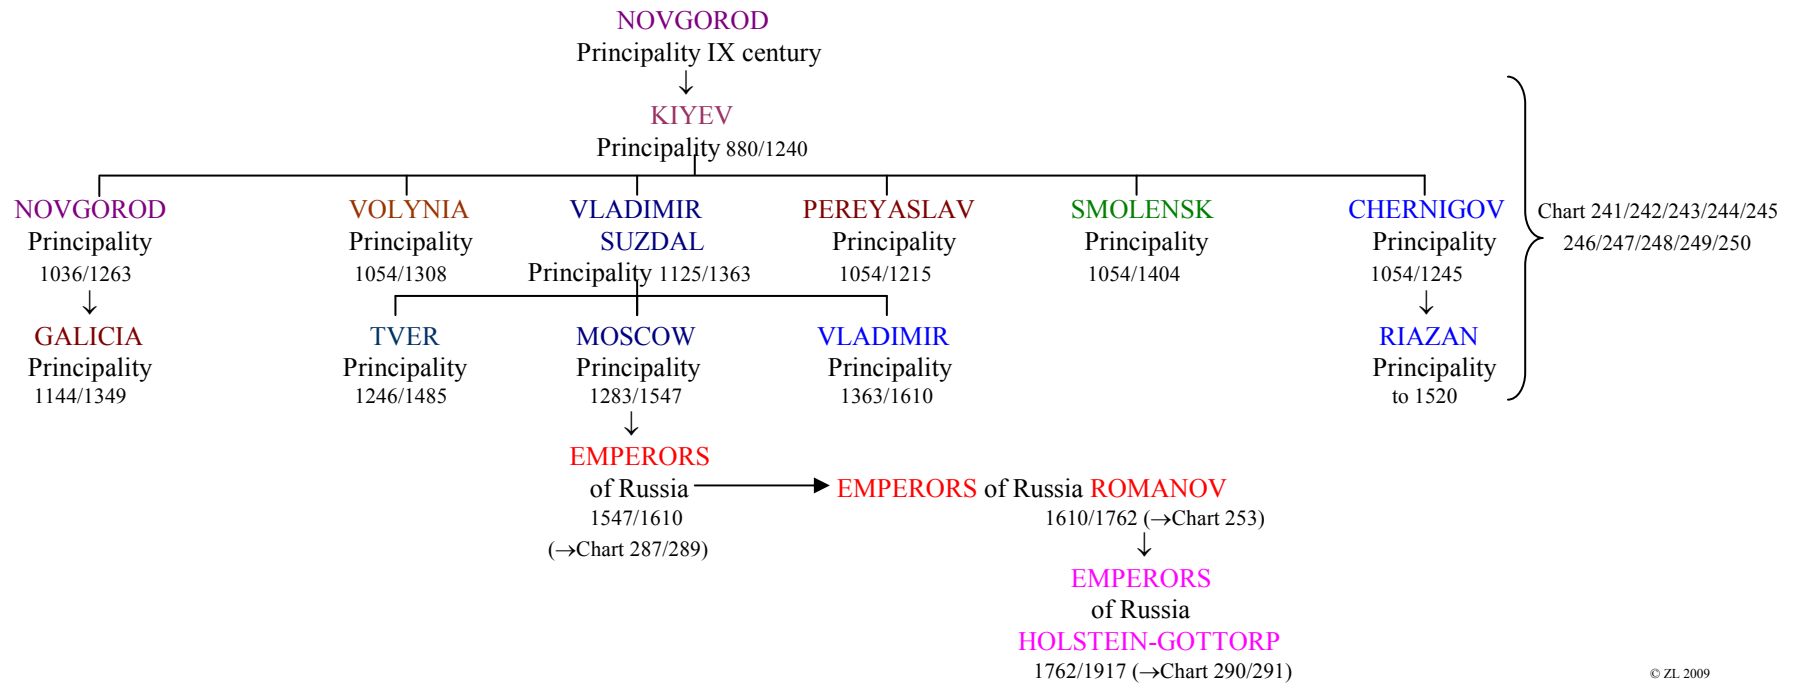 NOVGOROD
Principality IX century
↓
KIYEV
Principality 880/1240
NOVGOROD
Principality
1036/1263
↓
GALICIA
Principality
1144/1349
VOLYNIA
Principality
1054/1308
VLADIMIR
SUZDAL
Principality 1125/1363
PEREYASLAV
Principality
1054/1215
SMOLENSK
Principality
1054/1404
CHERNIGOV
Principality
1054/1245
↓
RIAZAN
Principality
to 1520
Chart 241/242/243/244/245
246/247/248/249/250
TVER
Principality
1246/1485
MOSCOW
Principality
1283/1547
↓
VLADIMIR
Principality
1363/1610
EMPERORS
of Russia
1547/1610
(→Chart 287/289)
EMPERORS of Russia ROMANOV
1610/1762 (→Chart 253)
↓
EMPERORS
of Russia
HOLSTEIN-GOTTORP
1762/1917 (→Chart 290/291)
© ZL 2009